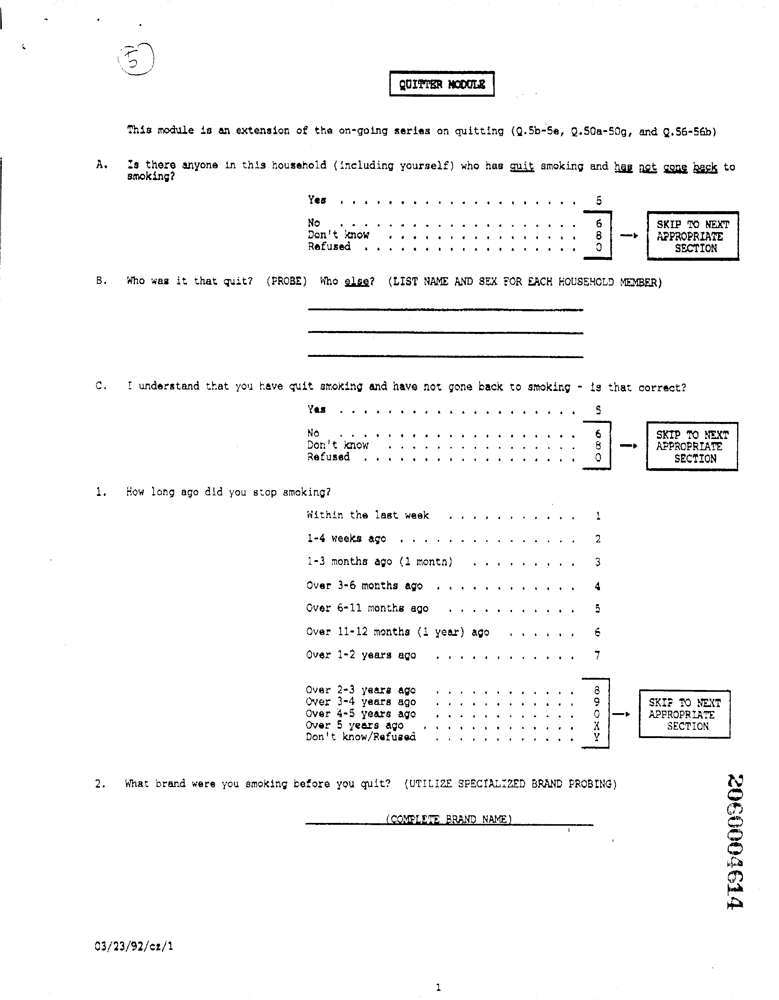 5
QUITTER MODULE
This module is an extension of the on-going series on quitting (Q.5b-5e, Q.50a-50g, and Q.56-56b)
A. Is there anyone in this household (including yourself) who has quit smoking and has not gone back to
smoking?
Yes . . . . . . . . . . . . . . . . . . . . 5
No . . . . . . . . . . . . . . . . . . . . 6
Don't know . . . . . . . . . . . . . . . . 8
Refused . . . . . . . . . . . . . . . . . . 0
SKIP TO NEXT
APPROPRIATE
SECTION
B. Who was it that quit? (PROBE) Who else? (LIST NAME AND SEX FOR EACH HOUSEHOLD MEMBER)
C. I understand that you have quit smoking and have not gone back to smoking - is that correct?
Yes . . . . . . . . . . . . . . . . . . . . 5
No . . . . . . . . . . . . . . . . . . . . 6
Don't know . . . . . . . . . . . . . . . . 8
Refused . . . . . . . . . . . . . . . . . . 0
SKIP TO NEXT
APPROPRIATE
SECTION
1. How long ago did you stop smoking?
Within the last week . . . . . . . . . . . 1
1-4 weeks ago . . . . . . . . . . . . . . . 2
1-3 months ago (1 month) . . . . . . . . . 3
Over 3-6 months ago . . . . . . . . . . . . 4
Over 6-11 months ago . . . . . . . . . . . 5
Over 11-12 months (1 year) ago . . . . . . 6
Over 1-2 years ago . . . . . . . . . . . . 7
Over 2-3 years ago . . . . . . . . . . . . 8
Over 3-4 years ago . . . . . . . . . . . . 9
Over 4-5 years ago . . . . . . . . . . . . 0
Over 5 years ago . . . . . . . . . . . . . X
Don't know/Refused . . . . . . . . . . . . Y
SKIP TO NEXT
APPROPRIATE
SECTION
2. What brand were you smoking before you quit? (UTILIZE SPECIALIZED BRAND PROBING)
(COMPLETE BRAND NAME)
2060004614
03/23/92/cz/1
1